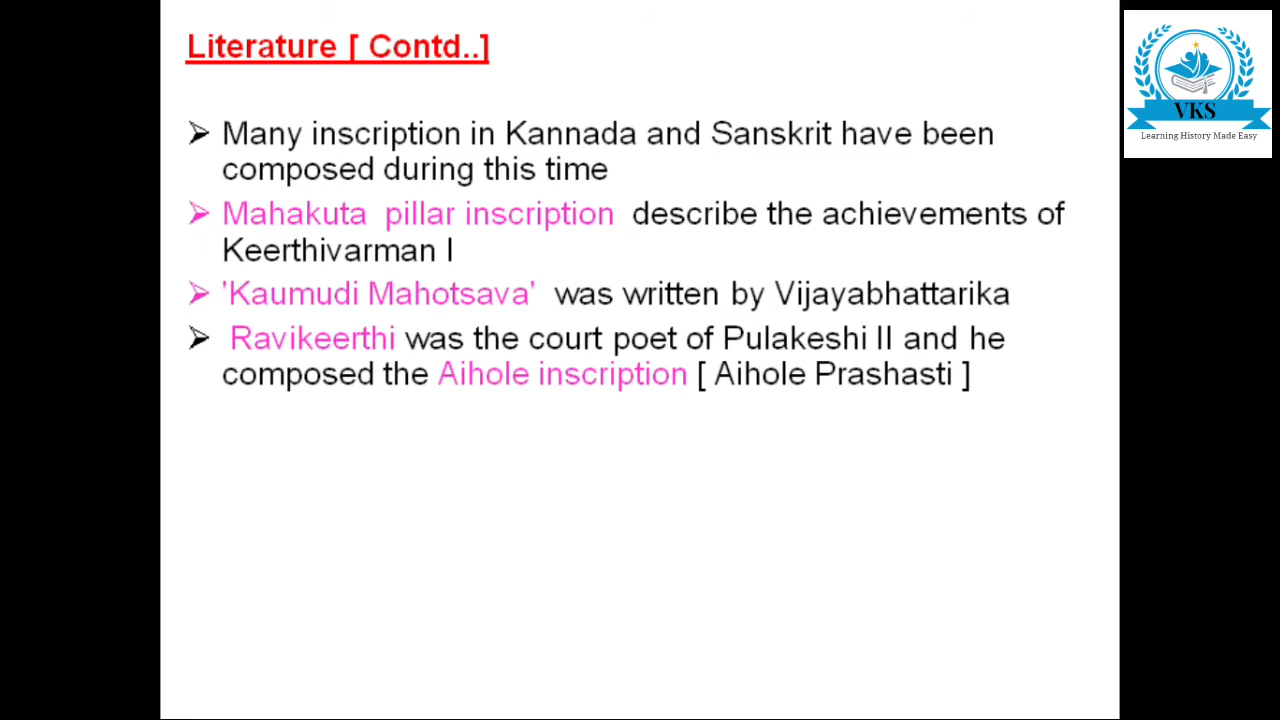 Literature [ Contd..]
VKS
Learning History Made Easy
➢ Many inscription in Kannada and Sanskrit have been
composed during this time
➢ Mahakuta pillar inscription describe the achievements of
Keerthivarman I
➢ 'Kaumudi Mahotsava' was written by Vijayabhattarika
➢ Ravikeerthi was the court poet of Pulakeshi II and he
composed the Aihole inscription [ Aihole Prashasti ]